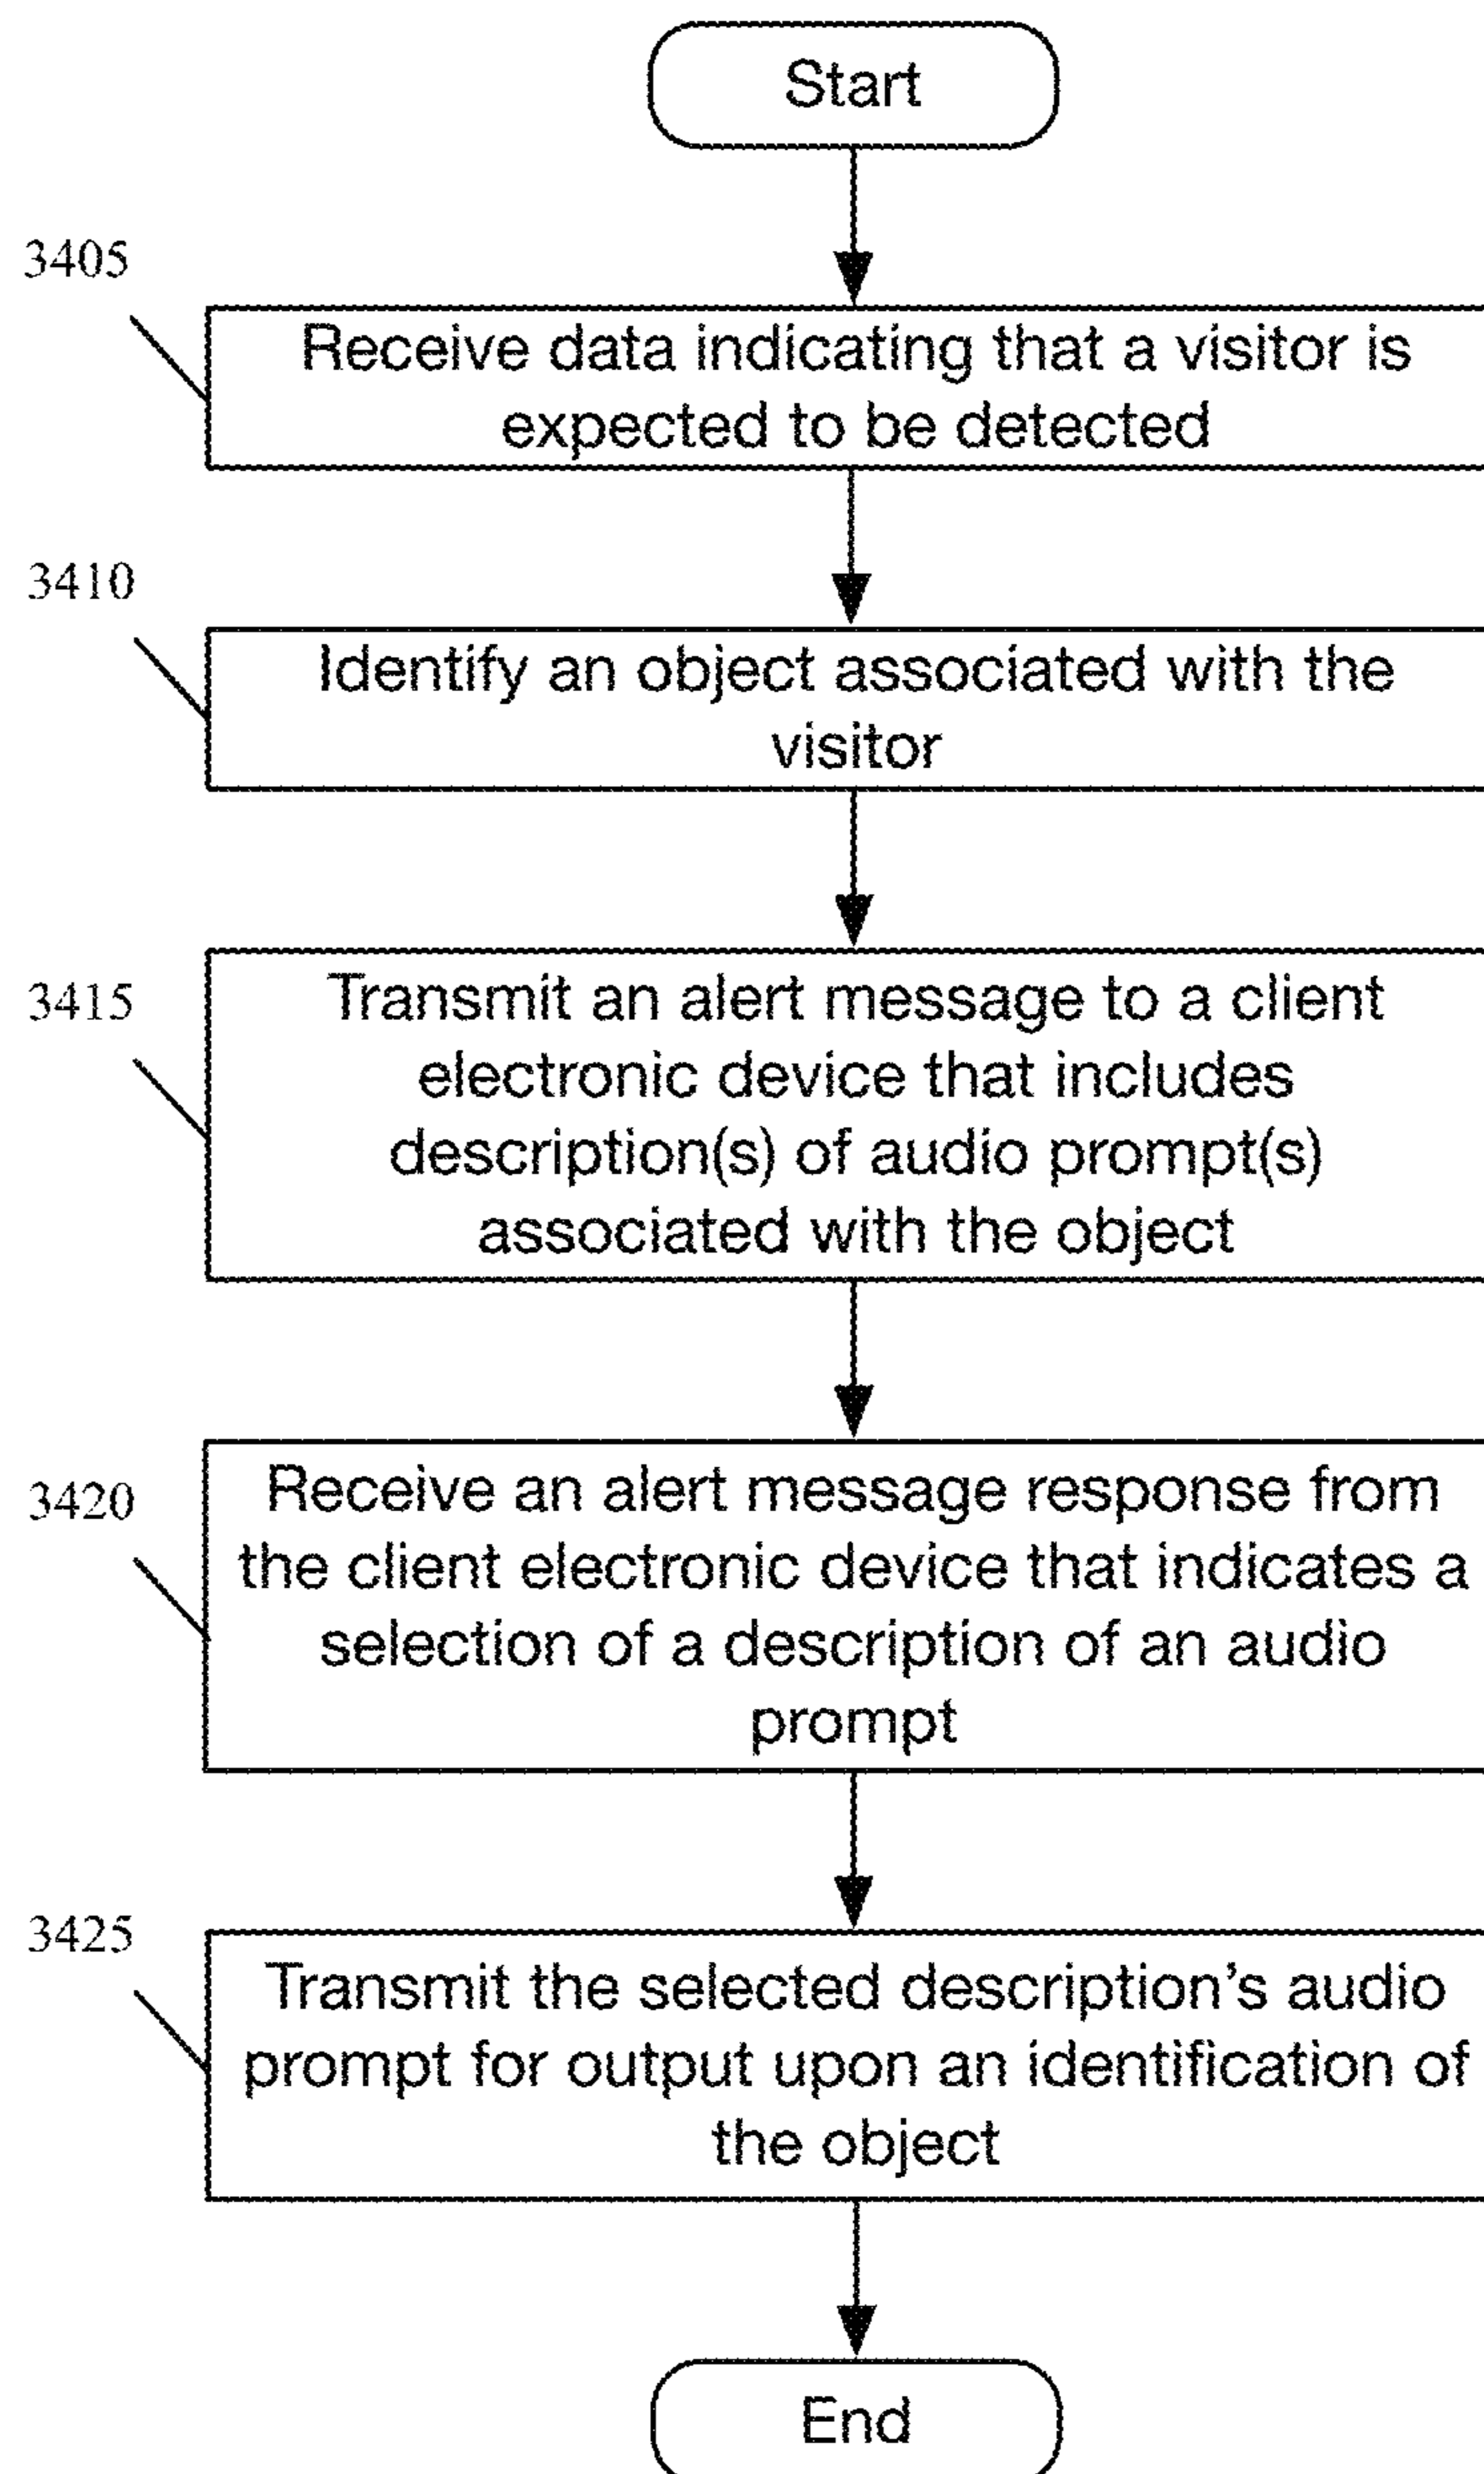 Start
3405
Receive data indicating that a visitor is
expected to be detected
3410
Identify an object associated with the
visitor
3415
Transmit an alert message to a client
electronic device that includes
description(s) of audio prompt(s)
associated with the object
3420
Receive an alert message response from
the client electronic device that indicates a
selection of a description of an audio
prompt
3425
Transmit the selected description's audio
prompt for output upon an identification of
the object
End